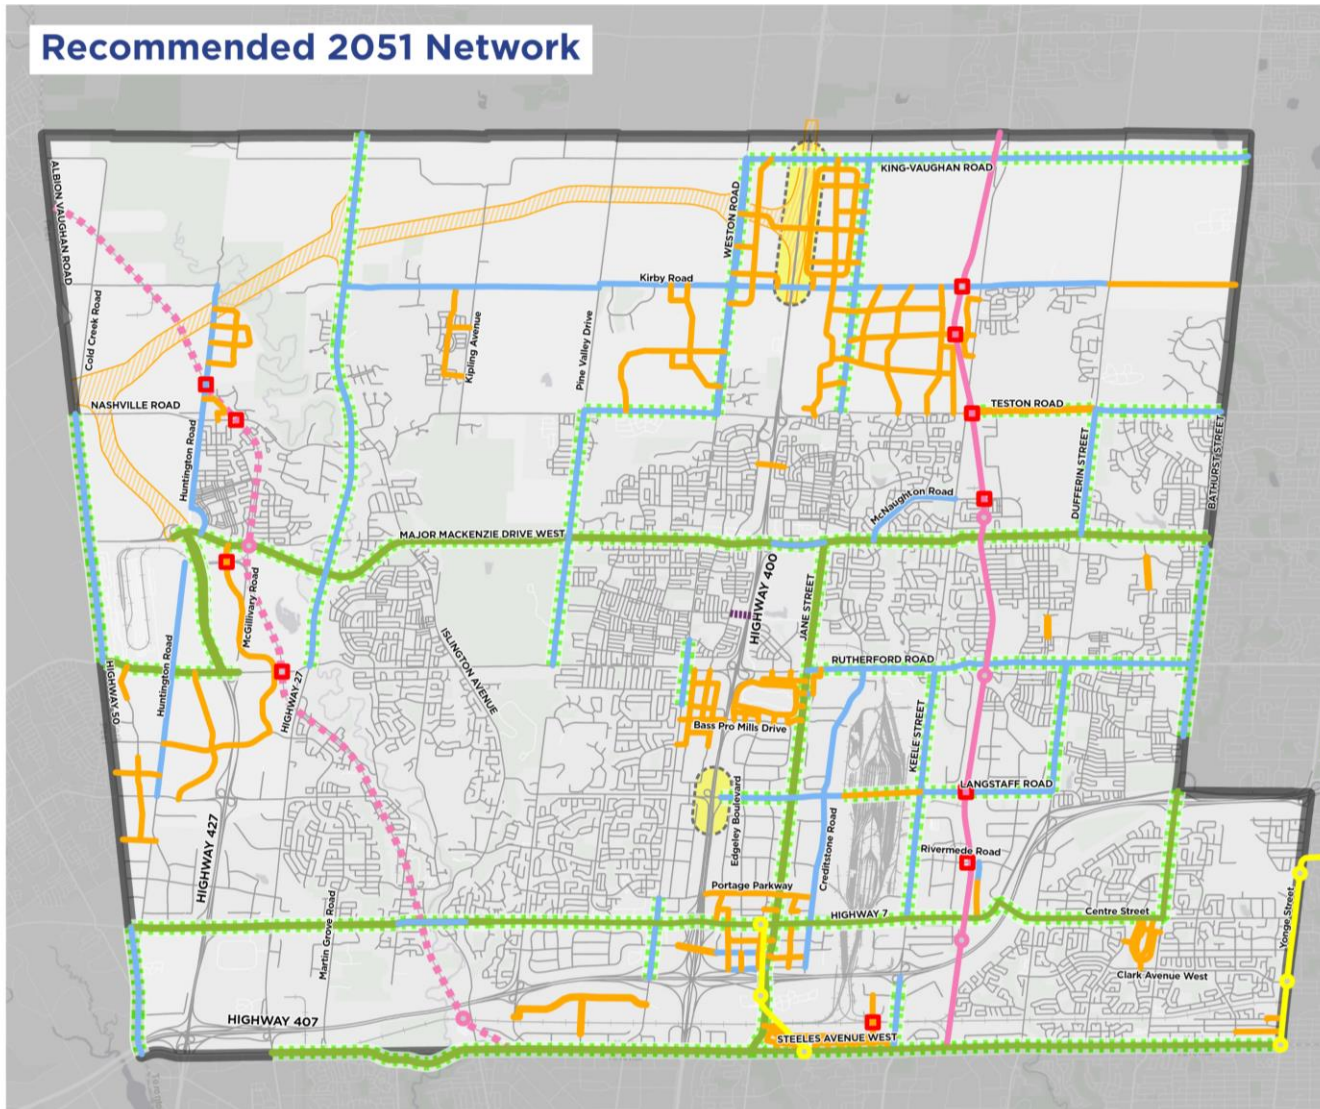 Recommended 2051 Network
ALBION VAUGHAN ROAD
KING-VAUGHAN ROAD
WESTON ROAD
Kirby Road
Cold Creek Road
Kipling Avenue
Pine Valley Drive
NASHVILLE ROAD
TESTON ROAD
Huntington Road
DUFFERIN STREET
BATHURST STREET
McNaughton Road
MAJOR MACKENZIE DRIVE WEST
HIGHWAY 400
JANE STREET
McGillivary Road
ISLINGTON AVENUE
RUTHERFORD ROAD
HIGHWAY 50
Huntington Road
HIGHWAY 27
Bass Pro Mills Drive
KEELE STREET
LANGSTAFF ROAD
Edgeley Boulevard
Creditstone Road
HIGHWAY 427
Rivermede Road
Portage Parkway
Martin Grove Road
HIGHWAY 7
Centre Street
Yonge Street
Clark Avenue West
HIGHWAY 407
STEELES AVENUE WEST